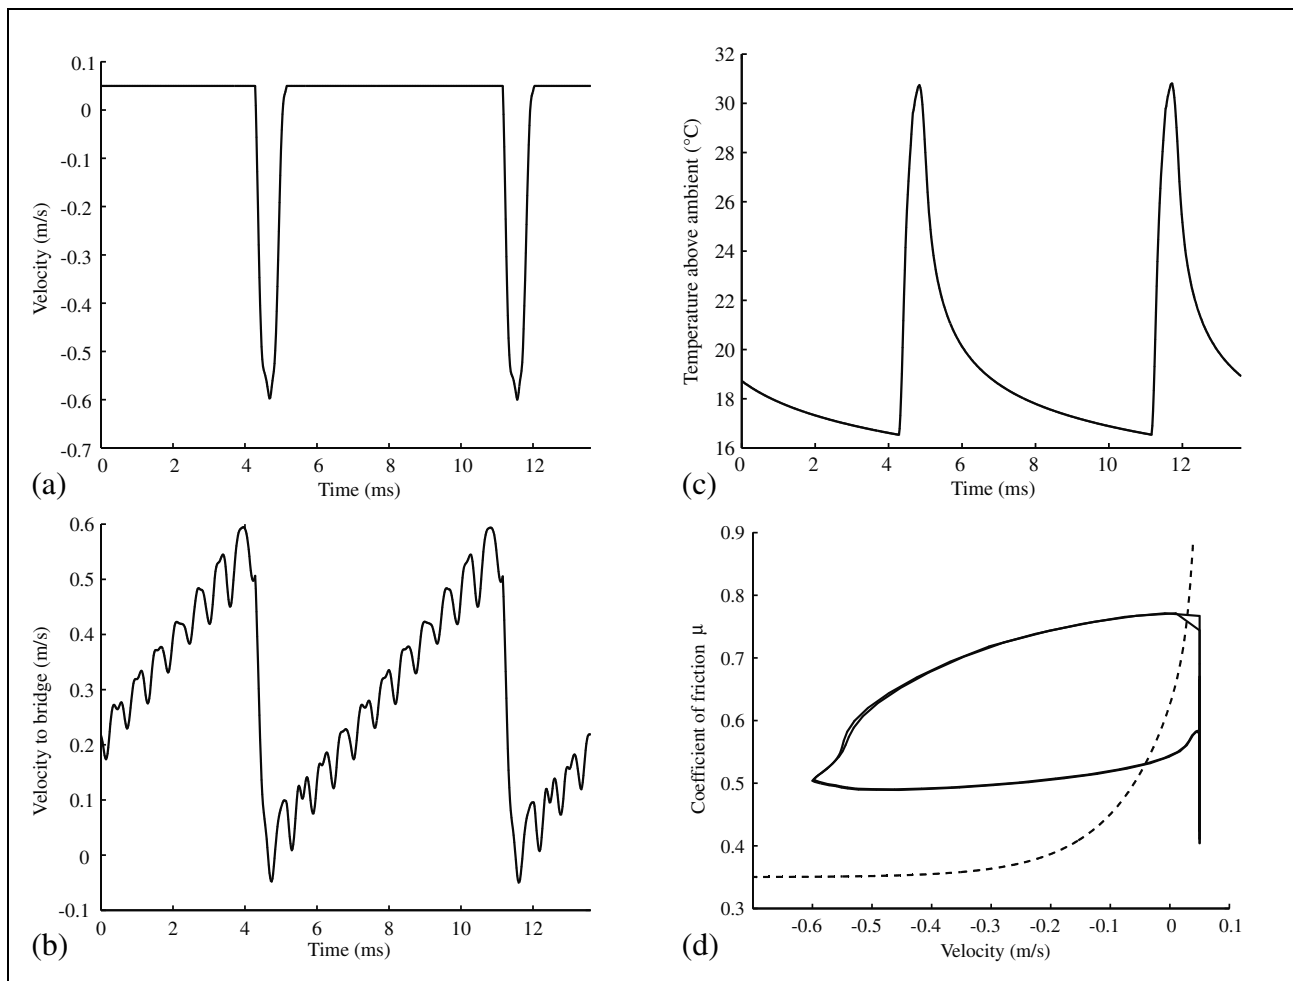 0.1
0
-0.1
-0.2
-0.3
-0.4
-0.5
-0.6
-0.7
Velocity (m/s)
0 2 4 6 8 10 12
Time (ms)
(a)
32
30
28
26
24
22
20
18
16
Temperature above ambient (°C)
0 2 4 6 8 10 12
Time (ms)
(c)
0.6
0.5
0.4
0.3
0.2
0.1
0
-0.1
Velocity to bridge (m/s)
0 2 4 6 8 10 12
Time (ms)
(b)
0.9
0.8
0.7
0.6
0.5
0.4
0.3
Coefficient of friction μ
-0.6 -0.5 -0.4 -0.3 -0.2 -0.1 0 0.1
Velocity (m/s)
(d)